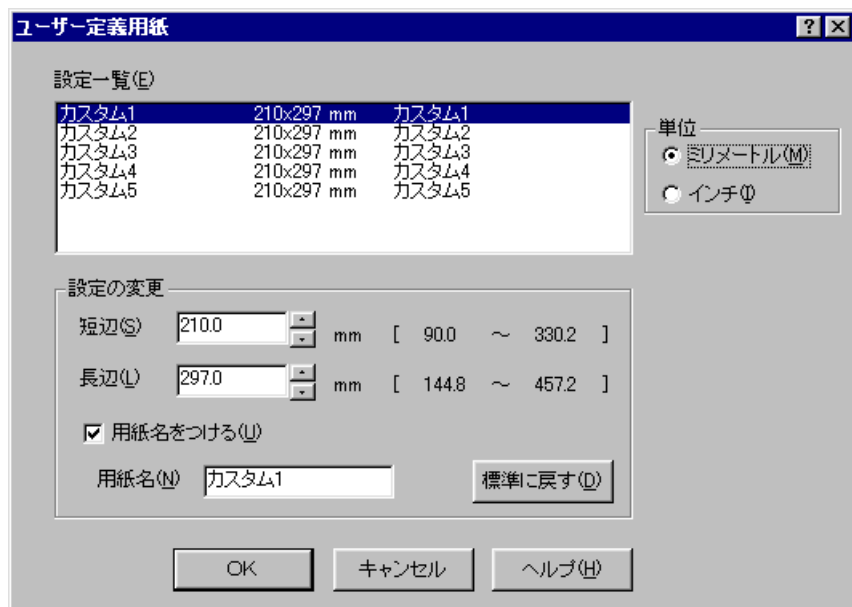 ユーザー定義用紙
設定一覧(E)
カスタム1 210x297 mm カスタム1
カスタム2 210x297 mm カスタム2
カスタム3 210x297 mm カスタム3
カスタム4 210x297 mm カスタム4
カスタム5 210x297 mm カスタム5
単位
ミリメートル(M)
インチ(I)
設定の変更
短辺(S) 210.0 mm [ 90.0 ～ 330.2 ]
長辺(L) 297.0 mm [ 144.8 ～ 457.2 ]
用紙名をつける(U)
用紙名(N) カスタム1 標準に戻す(D)
OK キャンセル ヘルプ(H)